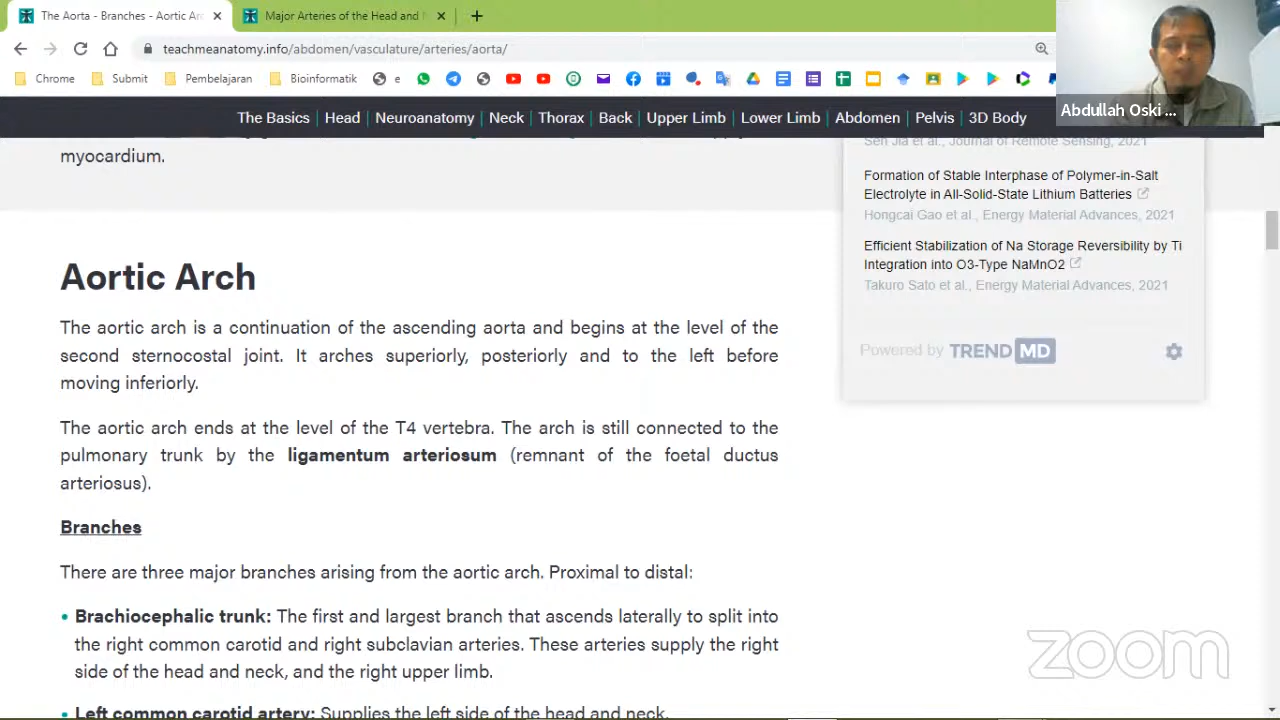 The Aorta - Branches - Aortic Arc
Major Arteries of the Head and N
teachmeanatomy.info/abdomen/vasculature/arteries/aorta/
Chrome Submit Pembelajaran Bioinformatik e
Abdullah Oski ...
The Basics | Head | Neuroanatomy | Neck | Thorax | Back | Upper Limb | Lower Limb | Abdomen | Pelvis | 3D Body
myocardium.
Sen Jia et al., Journal of Remote Sensing, 2021
Formation of Stable Interphase of Polymer-in-Salt
Electrolyte in All-Solid-State Lithium Batteries
Hongcai Gao et al., Energy Material Advances, 2021
Efficient Stabilization of Na Storage Reversibility by Ti
Integration into O3-Type NaMnO2
Takuro Sato et al., Energy Material Advances, 2021
Powered by TREND MD
Aortic Arch
The aortic arch is a continuation of the ascending aorta and begins at the level of the
second sternocostal joint. It arches superiorly, posteriorly and to the left before
moving inferiorly.
The aortic arch ends at the level of the T4 vertebra. The arch is still connected to the
pulmonary trunk by the ligamentum arteriosum (remnant of the foetal ductus
arteriosus).
Branches
There are three major branches arising from the aortic arch. Proximal to distal:
• Brachiocephalic trunk: The first and largest branch that ascends laterally to split into
the right common carotid and right subclavian arteries. These arteries supply the right
side of the head and neck, and the right upper limb.
• Left common carotid artery: Supplies the left side of the head and neck.
zoom